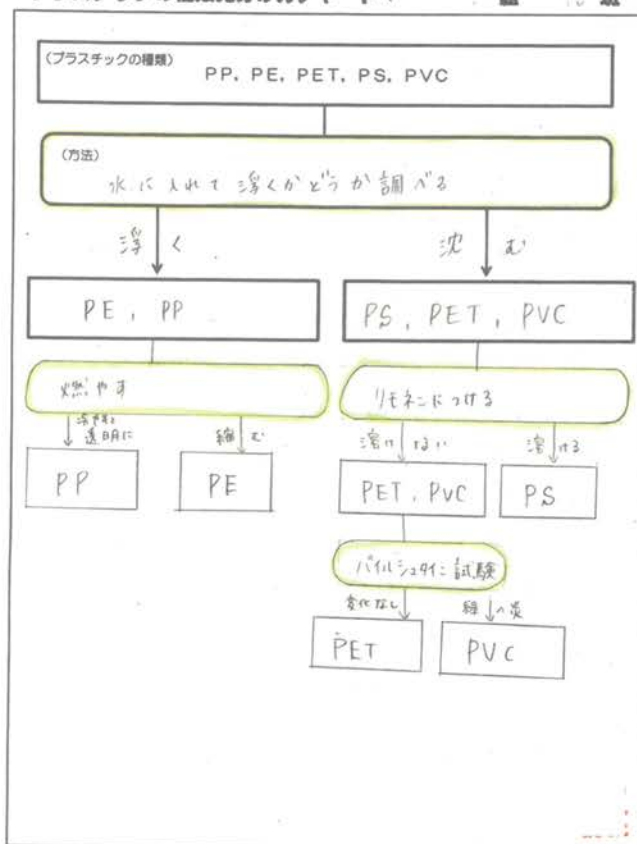 (プラスチックの種類)
PP, PE, PET, PS, PVC
(方法)
水に入れて浮くかどうか調べる
浮く
沈む
PE, PP
PS, PET, PVC
燃やす
リモネンにつける
透明に
縮む
溶けない
溶ける
PP
PE
PET, PVC
PS
バイルシュタイン試験
変化なし
緑の炎
PET
PVC